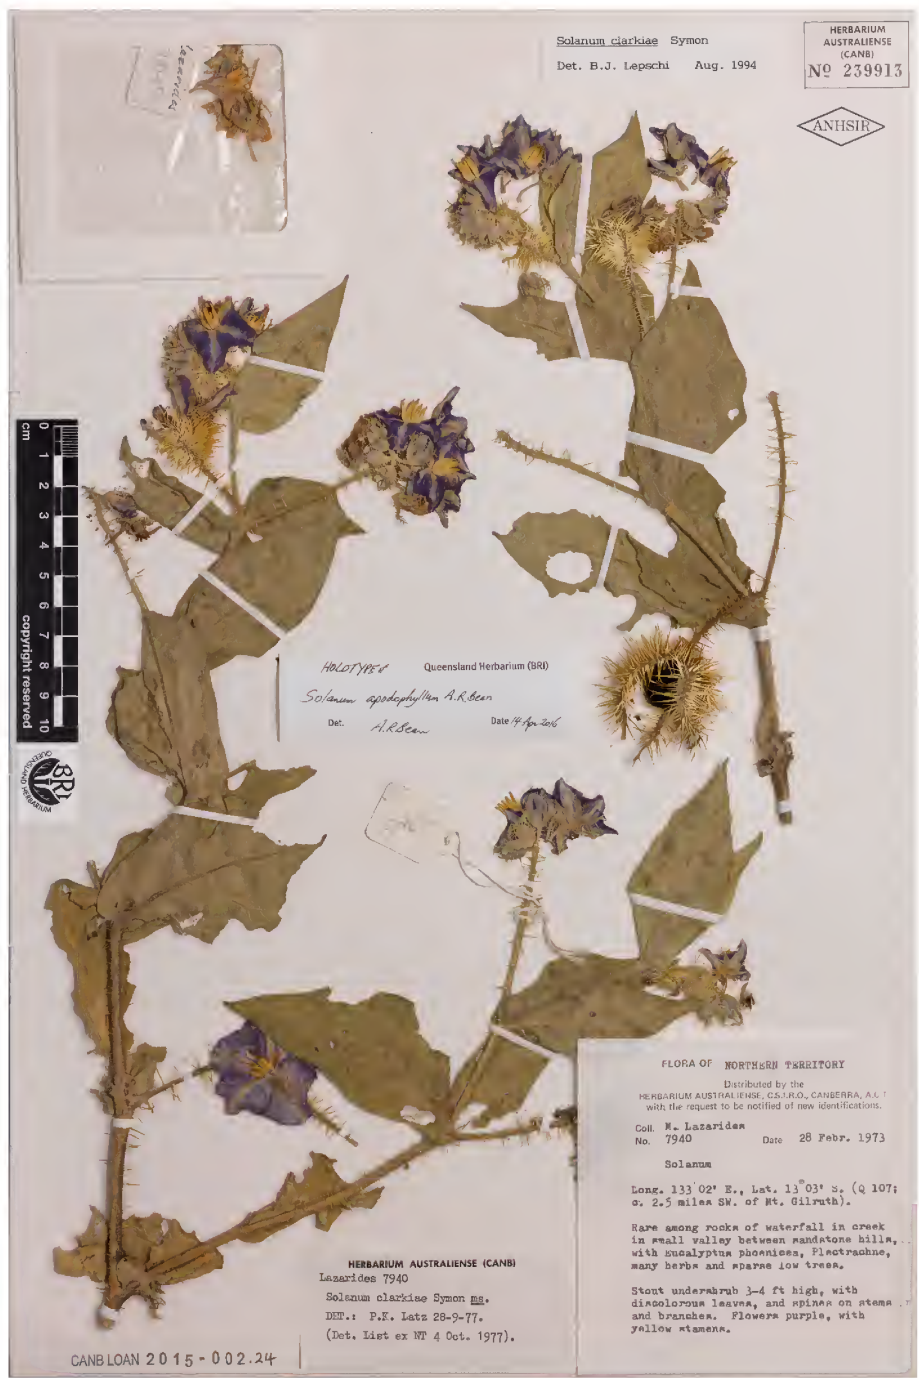 Solanum clarkiae Symon
Det. B.J. Lepschi Aug. 1994
HERBARIUM
AUSTRALIENSE
(CANB)
No 239913
ANHSIR
Lazarides
7940
cm
0
1
2
3
4
5
6
7
8
9
10
copyright reserved
QUEENSLAND HERBARIUM
BRI
HOLOTYPE Queensland Herbarium (BRI)
Solanum apodophyllum A.R.Bean
Det. A.R.Bean Date 14 Apr 2016
FLORA OF NORTHERN TERRITORY
Distributed by the
HERBARIUM AUSTRALIENSE, C.S.I.R.O., CANBERRA, A.C.T
with the request to be notified of new identifications.
Coll. M. Lazarides
No. 7940 Date 28 Febr. 1973
Solanum
Long. 133°02' E., Lat. 13°03' S. (Q 107;
c. 2.5 miles SW. of Mt. Gilruth).
Rare among rocks of waterfall in creek
in small valley between sandstone hills,
with Eucalyptus phoenicea, Plectrachne,
many herbs and sparse low trees.
Stout undershrub 3-4 ft high, with
discolorous leaves, and spines on stems
and branches. Flowers purple, with
yellow stamens.
HERBARIUM AUSTRALIENSE (CANB)
Lazarides 7940
Solanum clarkiae Symon ms.
DET.: P.K. Latz 28-9-77.
(Det. List ex NT 4 Oct. 1977).
CANB LOAN 2015-002.24